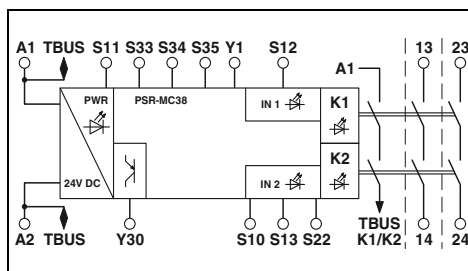 A1 TBUS S11 S33 S34 S35 Y1 S12 13 23
A1
PWR PSR-MC38 IN 1 K1
K2
24V DC IN 2
TBUS
A2 TBUS Y30 S10 S13 S22 K1/K2 14 24